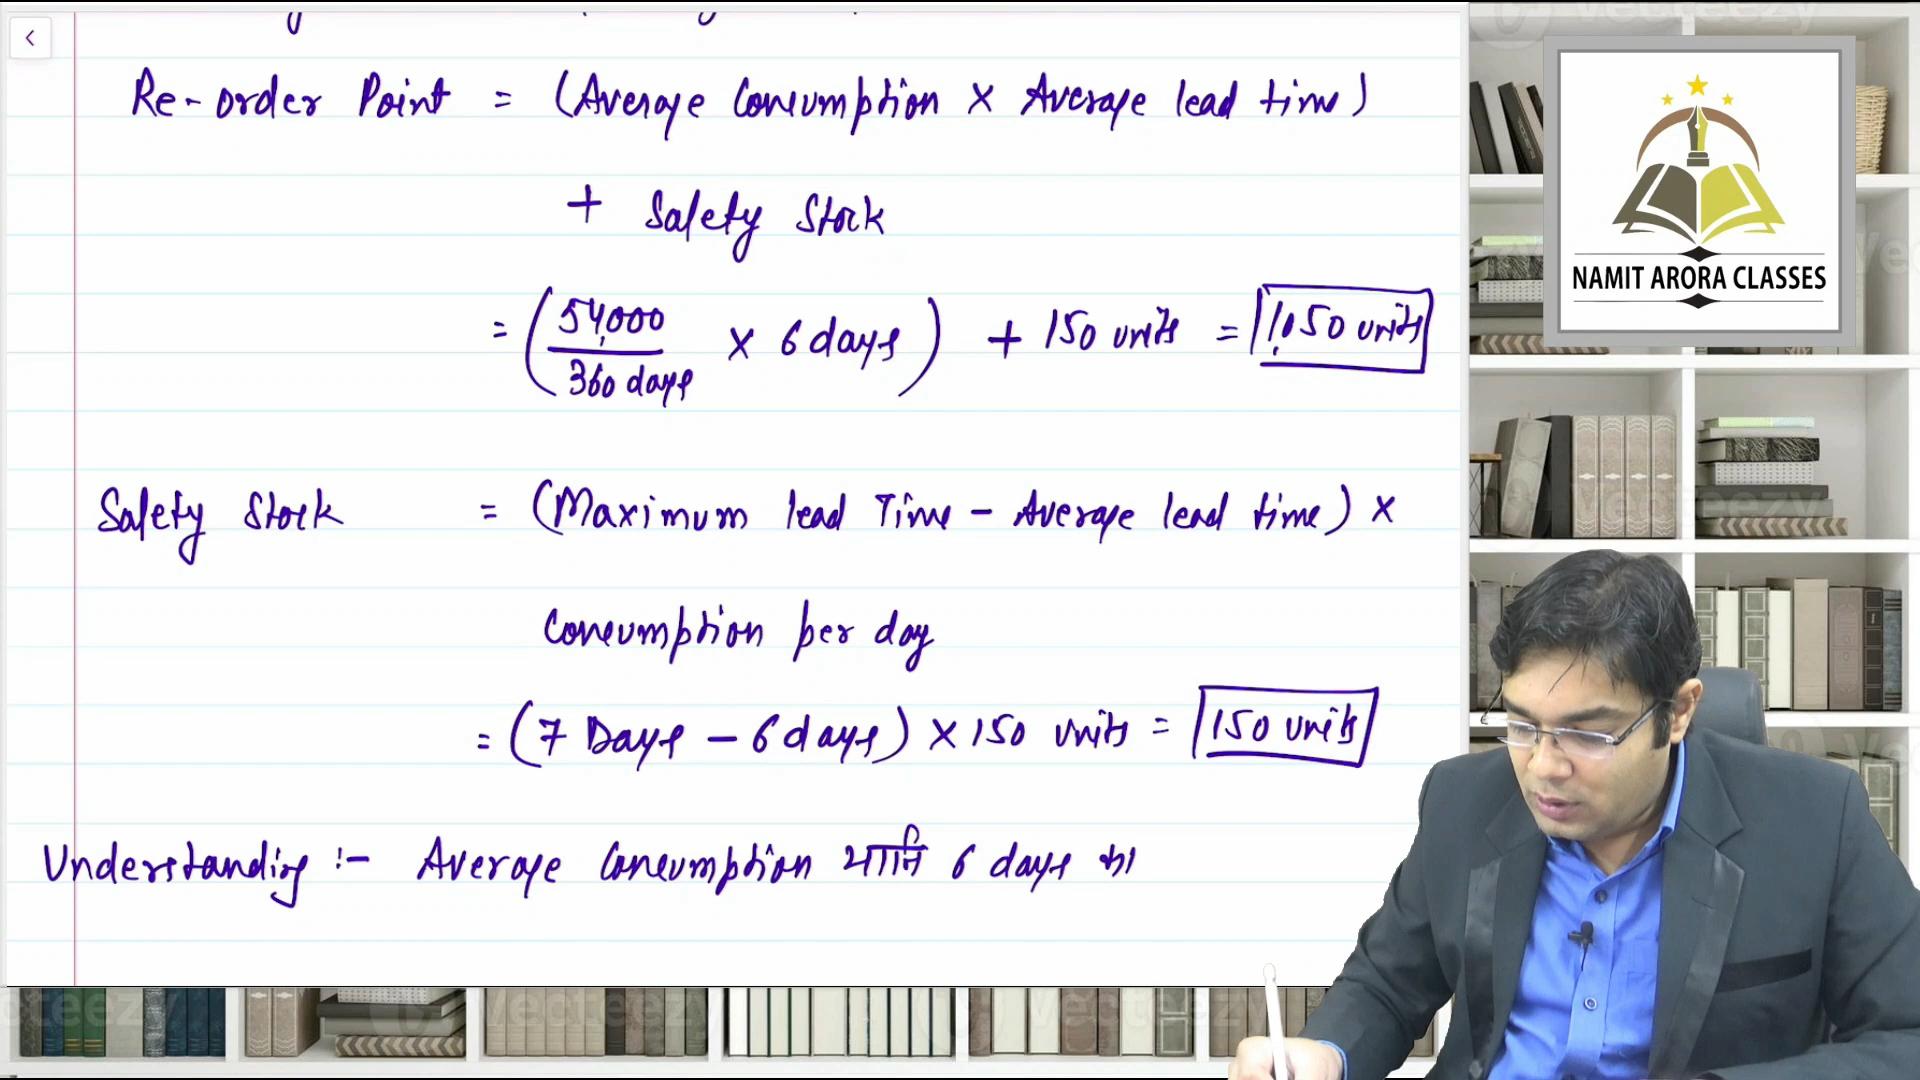 Re-order Point = (Average Consumption × Average lead time)
+ Safety Stock
= (54,000 / 360 days × 6 days) + 150 units = 1,050 units
Safety Stock = (Maximum lead Time - Average lead time) ×
Consumption per day
= (7 Days - 6 days) × 150 units = 150 units
Understanding :- Average Consumption 6 days का
NAMIT ARORA CLASSES
vecteezy